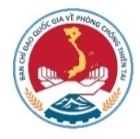 BAN CHỈ ĐẠO QUỐC GIA VỀ PHÒNG CHỐNG THIÊN TAI